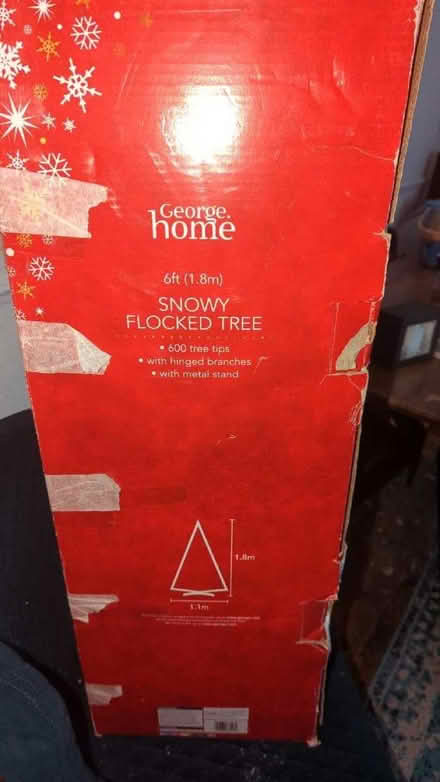 George.
home
6ft (1.8m)
SNOWY
FLOCKED TREE
• 600 tree tips
• with hinged branches
• with metal stand
1.8m
1.1m